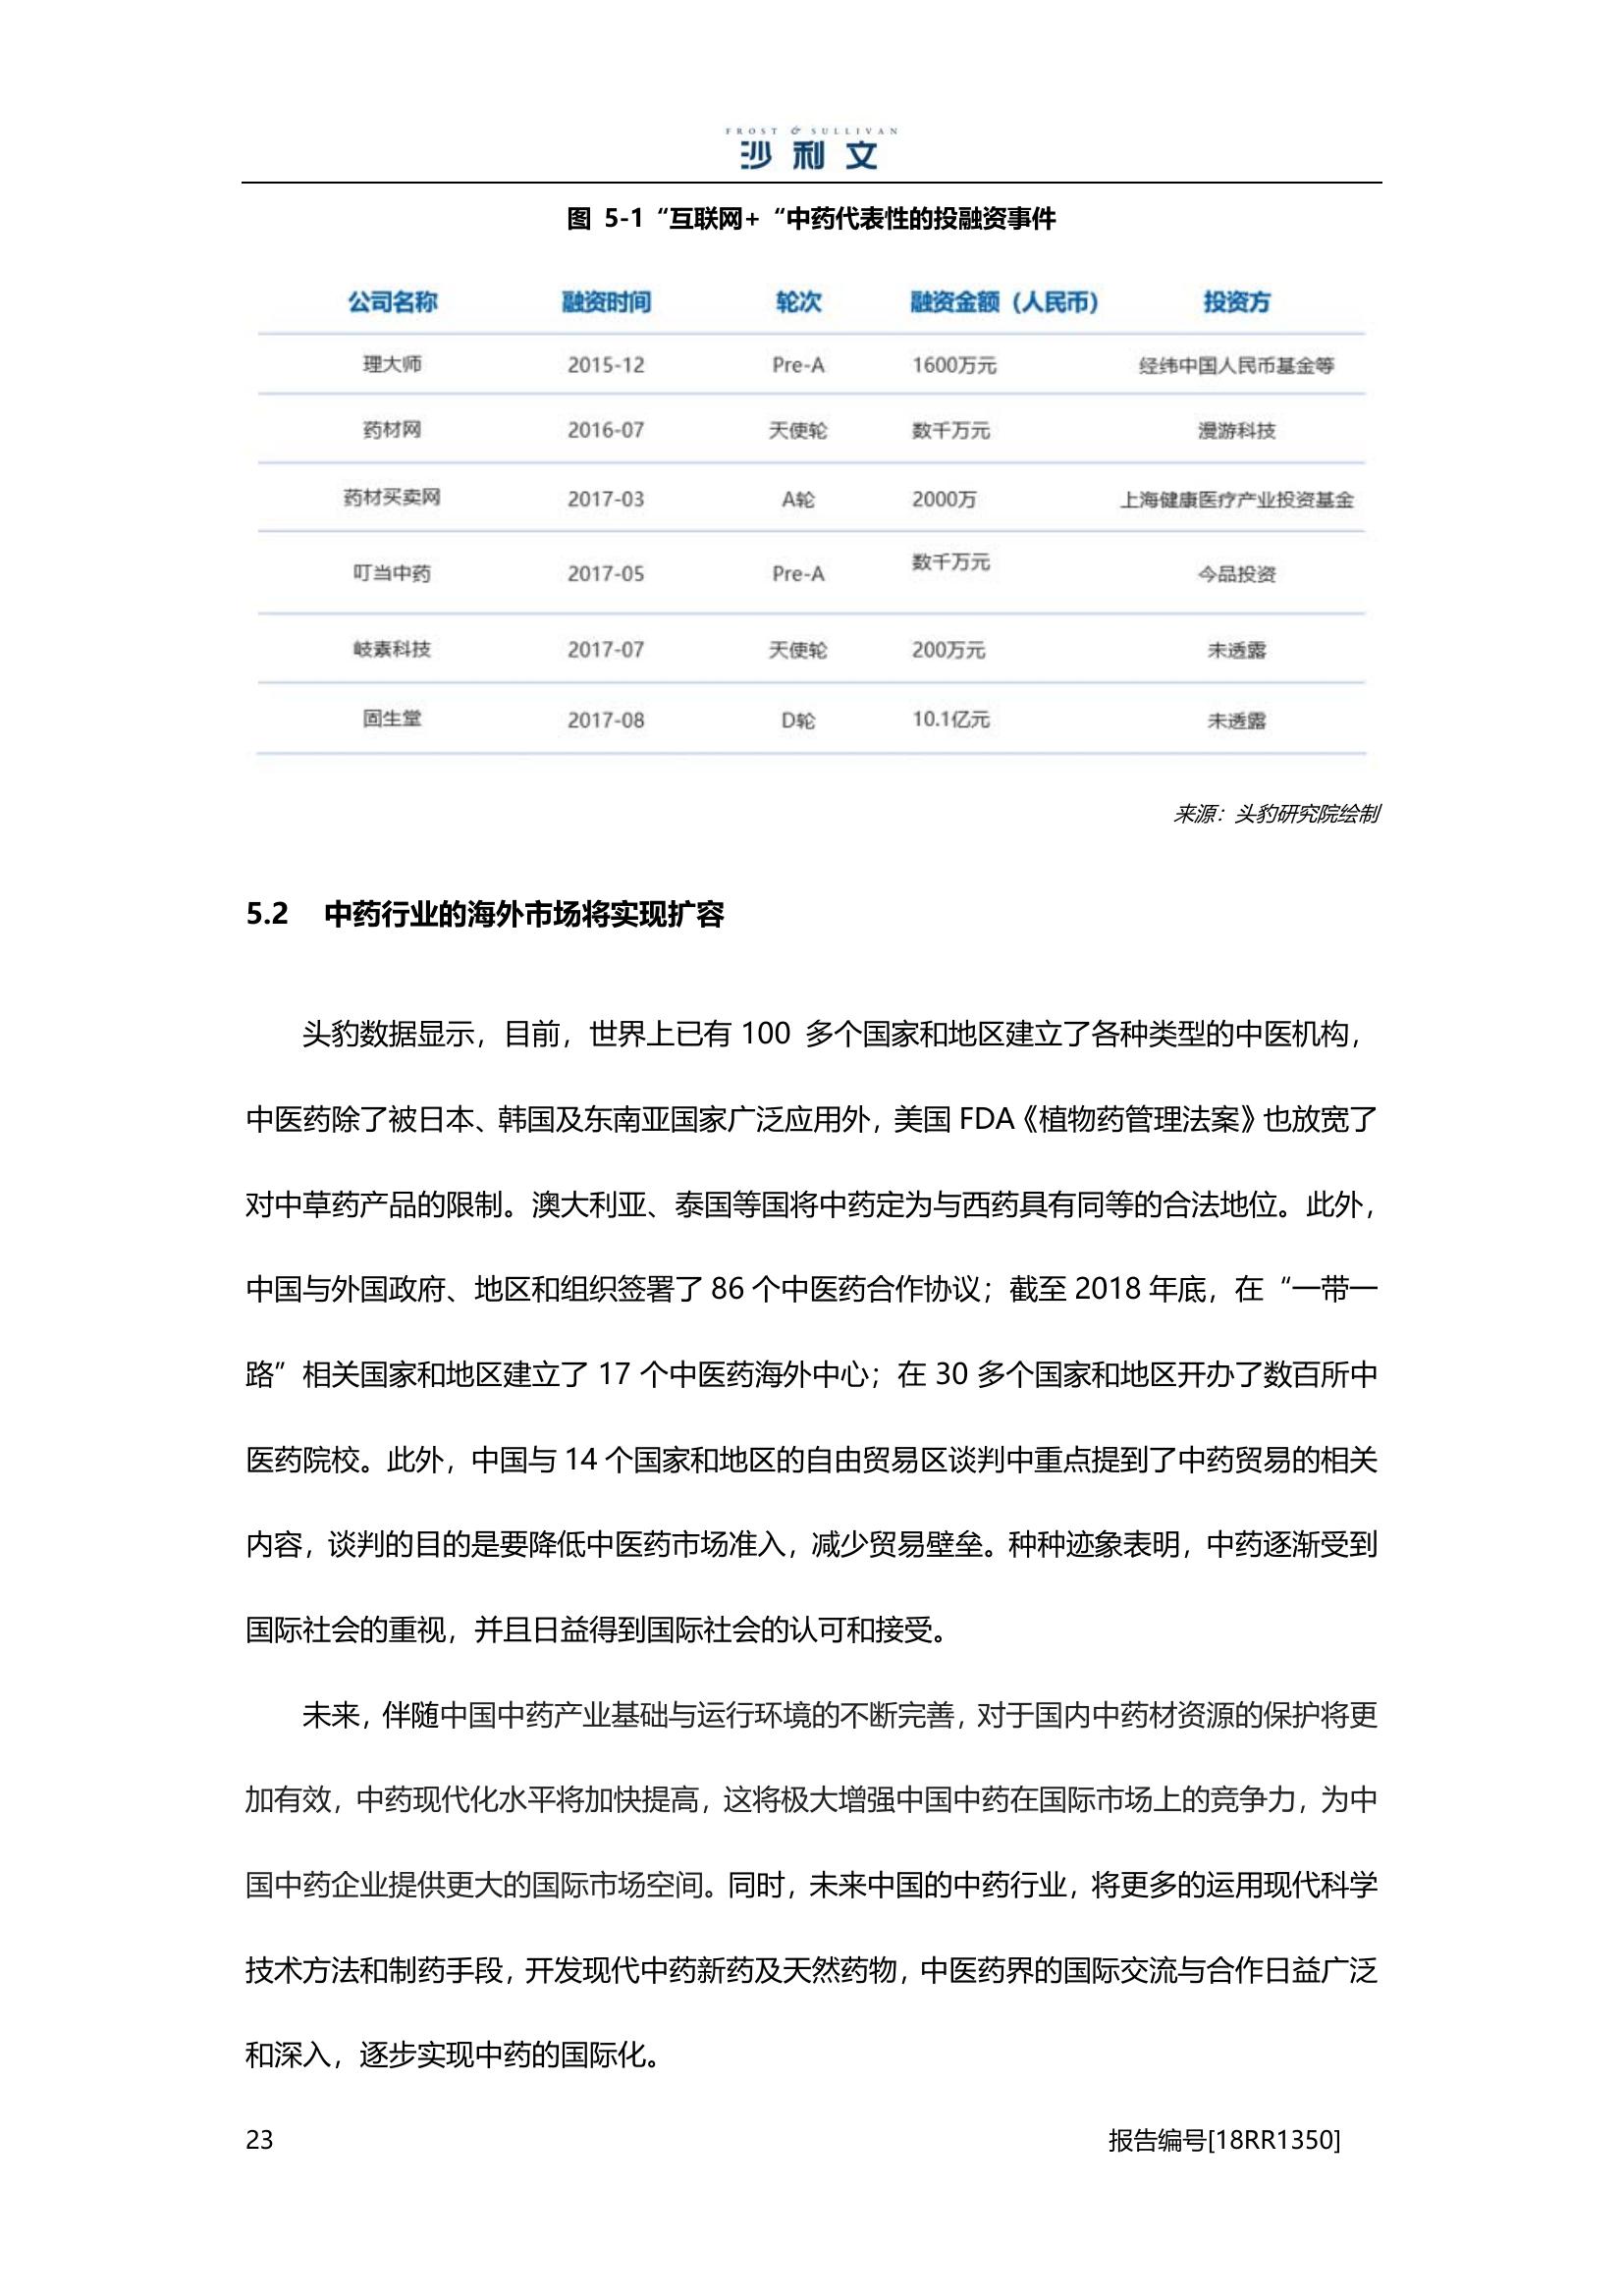 FROST & SULLIVAN
沙利文
图 5-1“互联网+“中药代表性的投融资事件
公司名称 融资时间 轮次 融资金额（人民币） 投资方
理大师 2015-12 Pre-A 1600万元 经纬中国人民币基金等
药材网 2016-07 天使轮 数千万元 漫游科技
药材买卖网 2017-03 A轮 2000万 上海健康医疗产业投资基金
叮当中药 2017-05 Pre-A 数千万元 今品投资
岐素科技 2017-07 天使轮 200万元 未透露
固生堂 2017-08 D轮 10.1亿元 未透露
来源：头豹研究院绘制
5.2 中药行业的海外市场将实现扩容
头豹数据显示，目前，世界上已有 100 多个国家和地区建立了各种类型的中医机构，
中医药除了被日本、韩国及东南亚国家广泛应用外，美国 FDA《植物药管理法案》也放宽了
对中草药产品的限制。澳大利亚、泰国等国将中药定为与西药具有同等的合法地位。此外，
中国与外国政府、地区和组织签署了 86 个中医药合作协议；截至 2018 年底，在“一带一
路”相关国家和地区建立了 17 个中医药海外中心；在 30 多个国家和地区开办了数百所中
医药院校。此外，中国与 14 个国家和地区的自由贸易区谈判中重点提到了中药贸易的相关
内容，谈判的目的是要降低中医药市场准入，减少贸易壁垒。种种迹象表明，中药逐渐受到
国际社会的重视，并且日益得到国际社会的认可和接受。
未来，伴随中国中药产业基础与运行环境的不断完善，对于国内中药材资源的保护将更
加有效，中药现代化水平将加快提高，这将极大增强中国中药在国际市场上的竞争力，为中
国中药企业提供更大的国际市场空间。同时，未来中国的中药行业，将更多的运用现代科学
技术方法和制药手段，开发现代中药新药及天然药物，中医药界的国际交流与合作日益广泛
和深入，逐步实现中药的国际化。
23 报告编号[18RR1350]